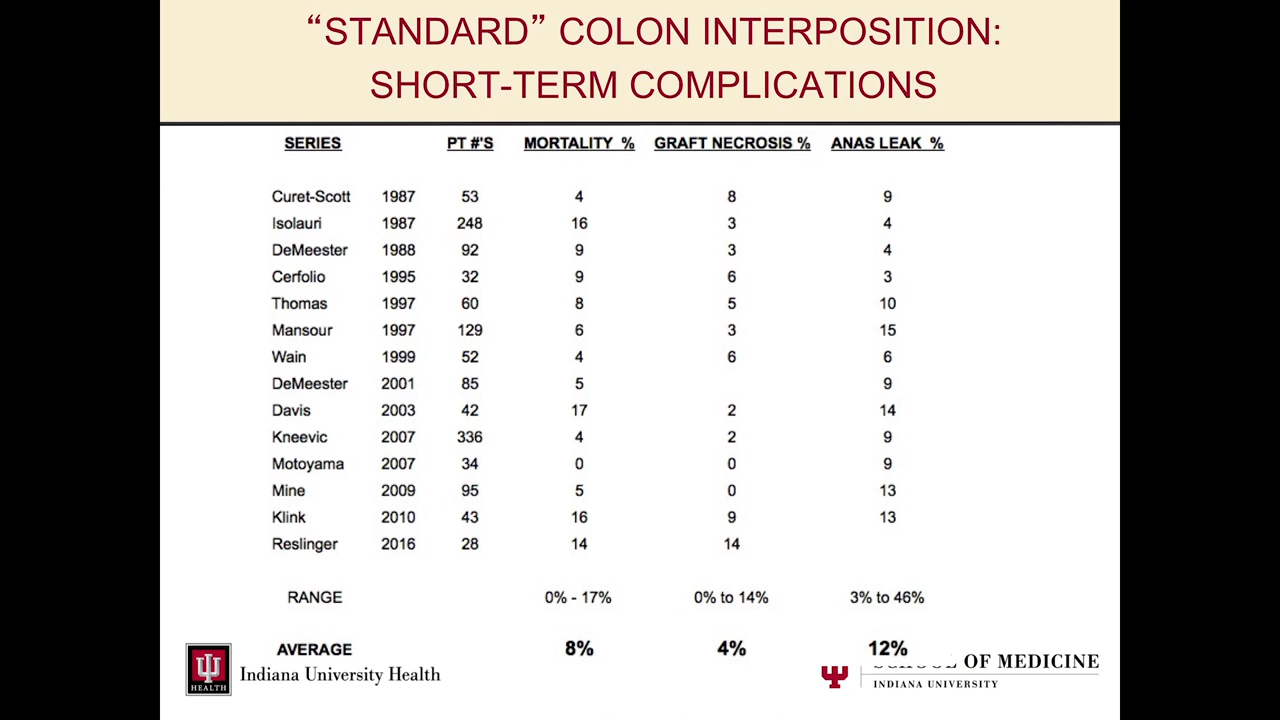 “STANDARD” COLON INTERPOSITION:
SHORT-TERM COMPLICATIONS
SERIES PT #'S MORTALITY % GRAFT NECROSIS % ANAS LEAK %
Curet-Scott 1987 53 4 8 9
Isolauri 1987 248 16 3 4
DeMeester 1988 92 9 3 4
Cerfolio 1995 32 9 6 3
Thomas 1997 60 8 5 10
Mansour 1997 129 6 3 15
Wain 1999 52 4 6 6
DeMeester 2001 85 5 9
Davis 2003 42 17 2 14
Kneevic 2007 336 4 2 9
Motoyama 2007 34 0 0 9
Mine 2009 95 5 0 13
Klink 2010 43 16 9 13
Reslinger 2016 28 14 14
RANGE 0% - 17% 0% to 14% 3% to 46%
AVERAGE 8% 4% 12%
HEALTH
Indiana University Health
SCHOOL OF MEDICINE
INDIANA UNIVERSITY